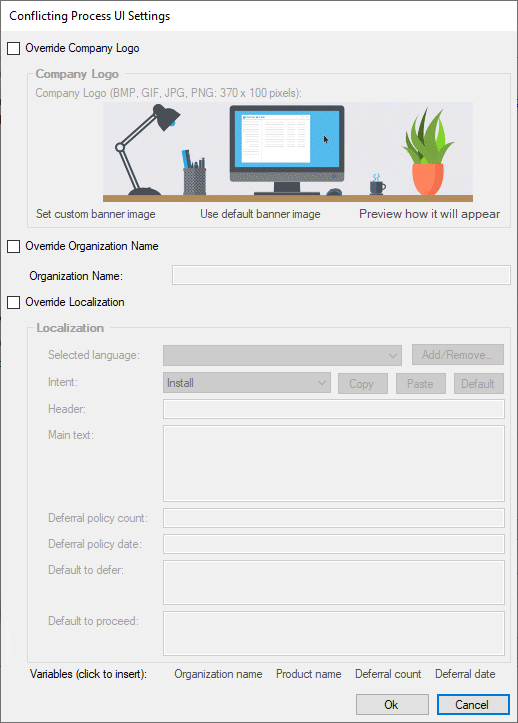 Conflicting Process UI Settings
Override Company Logo
Company Logo
Company Logo (BMP, GIF, JPG, PNG: 370 x 100 pixels):
Set custom banner image Use default banner image Preview how it will appear
Override Organization Name
Organization Name:
Override Localization
Localization
Selected language: Add/Remove...
Intent: Install Copy Paste Default
Header:
Main text:
Deferral policy count:
Deferral policy date:
Default to defer:
Default to proceed:
Variables (click to insert): Organization name Product name Deferral count Deferral date
Ok Cancel